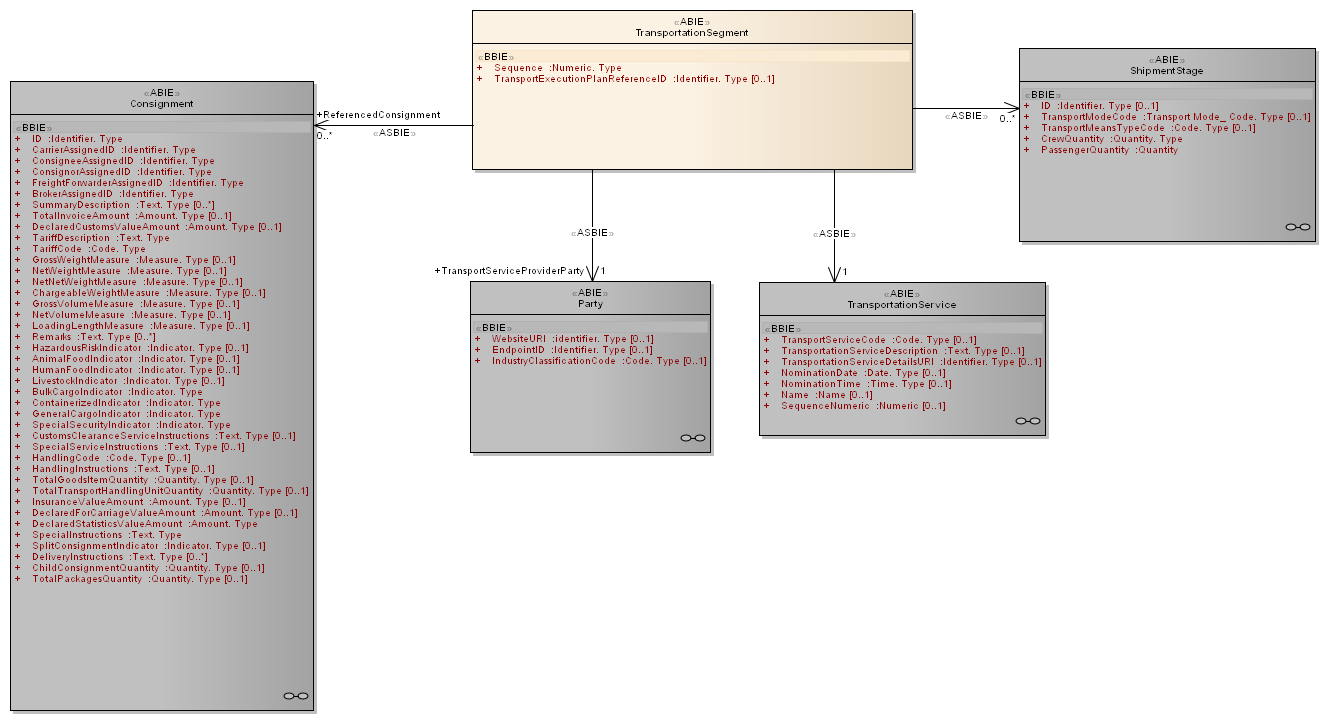 «ABIE»
TransportationSegment
«BBIE»
+ Sequence :Numeric. Type
+ TransportExecutionPlanReferenceID :Identifier. Type [0..1]
«ABIE»
Consignment
«BBIE»
+ ID :Identifier. Type
+ CarrierAssignedID :Identifier. Type
+ ConsigneeAssignedID :Identifier. Type
+ ConsignorAssignedID :Identifier. Type
+ FreightForwarderAssignedID :Identifier. Type
+ BrokerAssignedID :Identifier. Type
+ SummaryDescription :Text. Type [0..*]
+ TotalInvoiceAmount :Amount. Type [0..1]
+ DeclaredCustomsValueAmount :Amount. Type [0..1]
+ TariffDescription :Text. Type
+ TariffCode :Code. Type
+ GrossWeightMeasure :Measure. Type [0..1]
+ NetWeightMeasure :Measure. Type [0..1]
+ NetNetWeightMeasure :Measure. Type [0..1]
+ ChargeableWeightMeasure :Measure. Type [0..1]
+ GrossVolumeMeasure :Measure. Type [0..1]
+ NetVolumeMeasure :Measure. Type [0..1]
+ LoadingLengthMeasure :Measure. Type [0..1]
+ Remarks :Text. Type [0..*]
+ HazardousRiskIndicator :Indicator. Type [0..1]
+ AnimalFoodIndicator :Indicator. Type [0..1]
+ HumanFoodIndicator :Indicator. Type [0..1]
+ LivestockIndicator :Indicator. Type [0..1]
+ BulkCargoIndicator :Indicator. Type
+ ContainerizedIndicator :Indicator. Type
+ GeneralCargoIndicator :Indicator. Type
+ SpecialSecurityIndicator :Indicator. Type
+ CustomsClearanceServiceInstructions :Text. Type [0..1]
+ SpecialServiceInstructions :Text. Type [0..1]
+ HandlingCode :Code. Type [0..1]
+ HandlingInstructions :Text. Type [0..1]
+ TotalGoodsItemQuantity :Quantity. Type [0..1]
+ TotalTransportHandlingUnitQuantity :Quantity. Type [0..1]
+ InsuranceValueAmount :Amount. Type [0..1]
+ DeclaredForCarriageValueAmount :Amount. Type [0..1]
+ DeclaredStatisticsValueAmount :Amount. Type
+ SpecialInstructions :Text. Type
+ SplitConsignmentIndicator :Indicator. Type [0..1]
+ DeliveryInstructions :Text. Type [0..*]
+ ChildConsignmentQuantity :Quantity. Type [0..1]
+ TotalPackagesQuantity :Quantity. Type [0..1]
+ReferencedConsignment
0..*
«ASBIE»
«ASBIE»
0..*
«ABIE»
ShipmentStage
«BBIE»
+ ID :Identifier. Type [0..1]
+ TransportModeCode :Transport Mode_ Code. Type [0..1]
+ TransportMeansTypeCode :Code. Type [0..1]
+ CrewQuantity :Quantity. Type
+ PassengerQuantity :Quantity
«ASBIE»
+TransportServiceProviderParty
1
«ABIE»
Party
«BBIE»
+ WebsiteURI :identifier. Type [0..1]
+ EndpointID :Identifier. Type [0..1]
+ IndustryClassificationCode :Code. Type [0..1]
«ASBIE»
1
«ABIE»
TransportationService
«BBIE»
+ TransportServiceCode :Code. Type [0..1]
+ TransportationServiceDescription :Text. Type [0..1]
+ TransportationServiceDetailsURI :Identifier. Type [0..1]
+ NominationDate :Date. Type [0..1]
+ NominationTime :Time. Type [0..1]
+ Name :Name [0..1]
+ SequenceNumeric :Numeric [0..1]